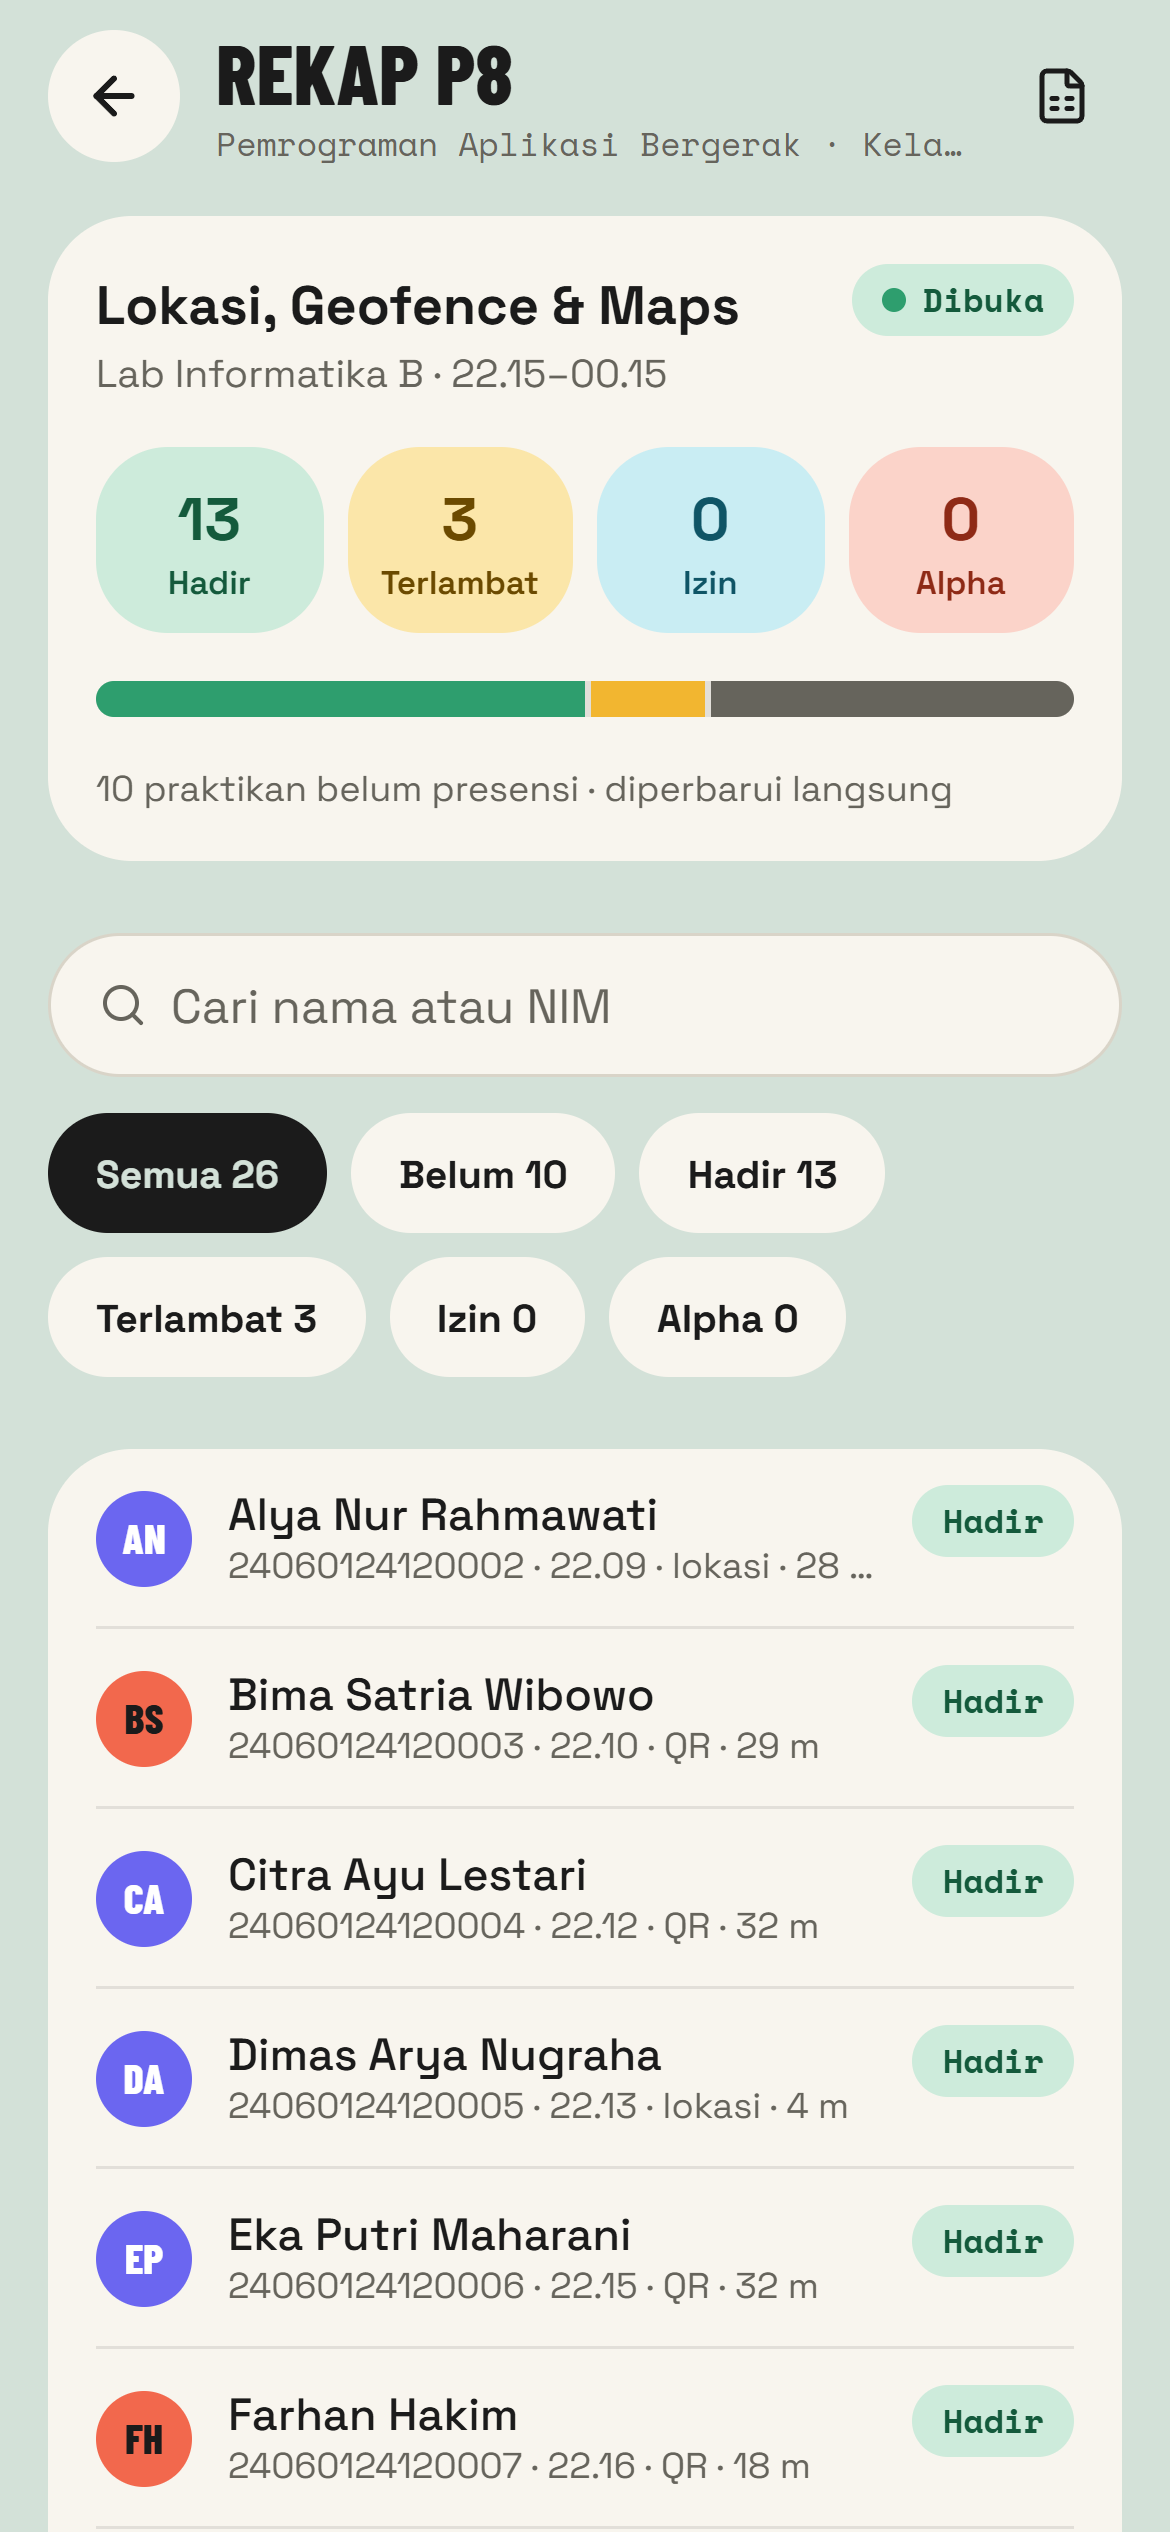 REKAP P8
Pemrograman Aplikasi Bergerak · Kela…
Lokasi, Geofence & Maps
Dibuka
Lab Informatika B · 22.15–00.15
13
Hadir
3
Terlambat
0
Izin
0
Alpha
10 praktikan belum presensi · diperbarui langsung
Cari nama atau NIM
Semua 26
Belum 10
Hadir 13
Terlambat 3
Izin 0
Alpha 0
AN
Alya Nur Rahmawati
Hadir
24060124120002 · 22.09 · lokasi · 28 …
BS
Bima Satria Wibowo
Hadir
24060124120003 · 22.10 · QR · 29 m
CA
Citra Ayu Lestari
Hadir
24060124120004 · 22.12 · QR · 32 m
DA
Dimas Arya Nugraha
Hadir
24060124120005 · 22.13 · lokasi · 4 m
EP
Eka Putri Maharani
Hadir
24060124120006 · 22.15 · QR · 32 m
FH
Farhan Hakim
Hadir
24060124120007 · 22.16 · QR · 18 m